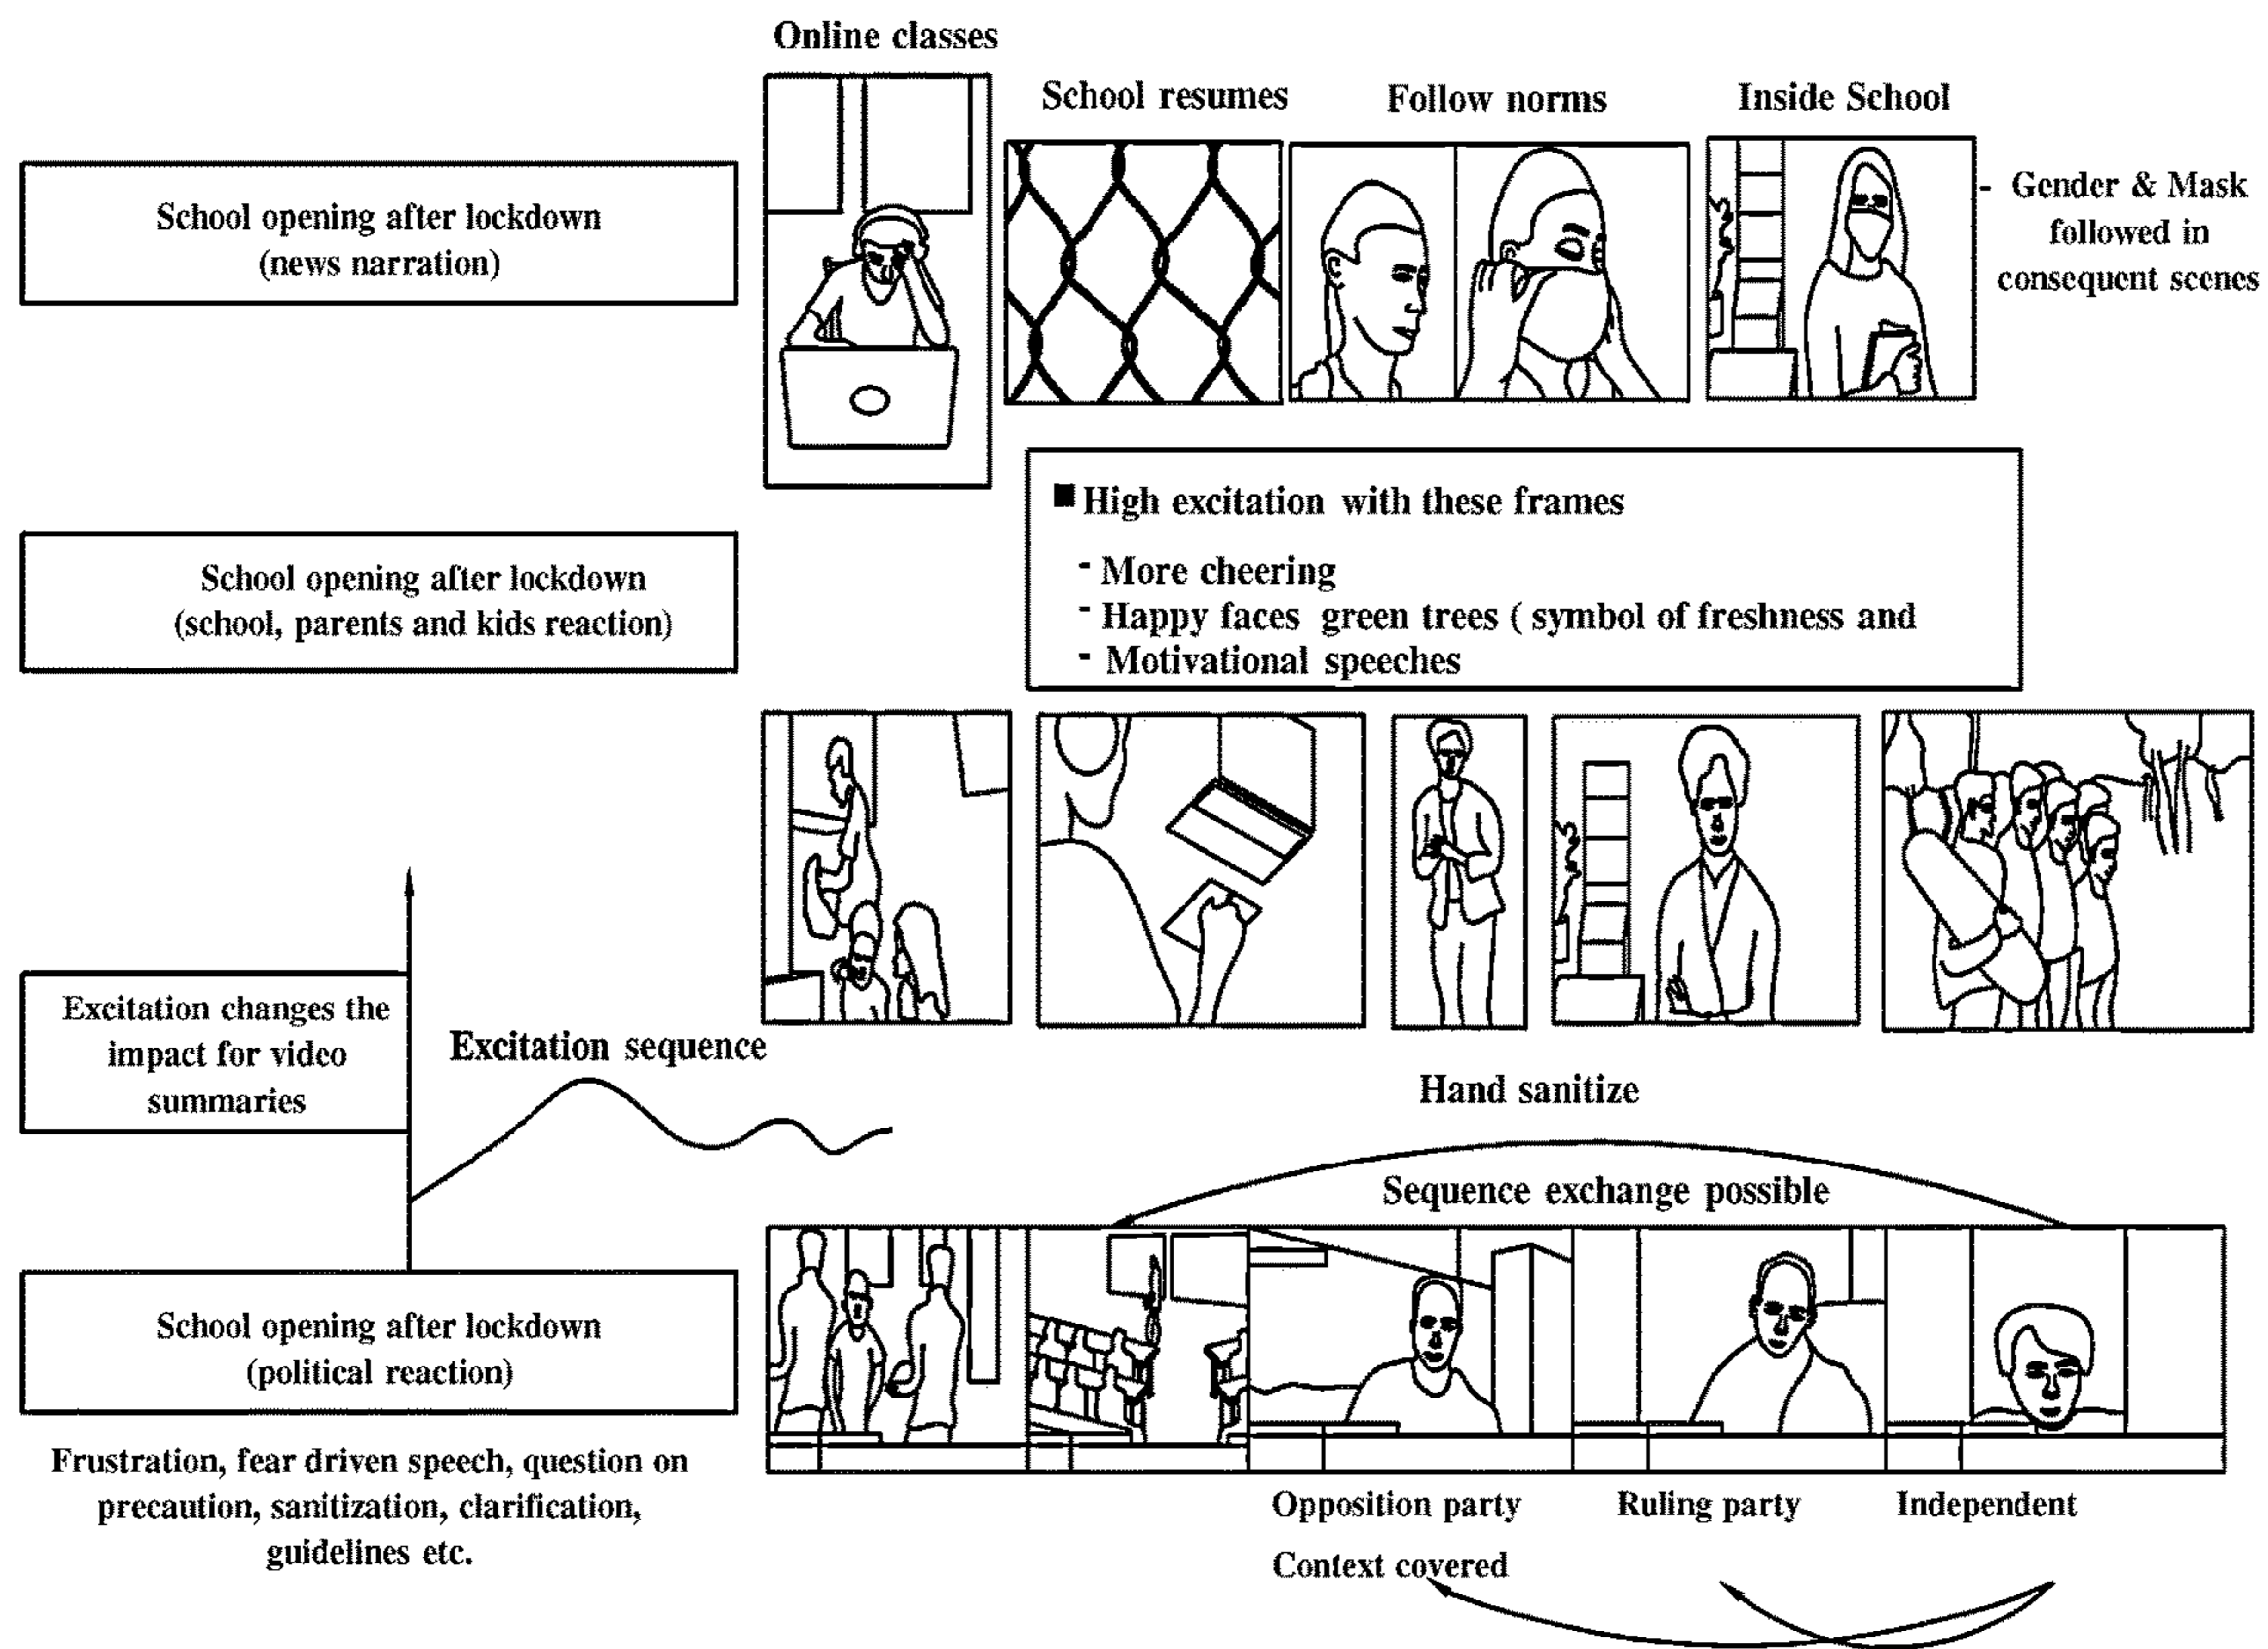 Online classes
School resumes
Follow norms
Inside School
School opening after lockdown
(news narration)
- Gender & Mask
followed in
consequent scenes
■ High excitation with these frames
- More cheering
- Happy faces green trees ( symbol of freshness and
- Motivational speeches
School opening after lockdown
(school, parents and kids reaction)
Excitation changes the
impact for video
summaries
Excitation sequence
Hand sanitize
Sequence exchange possible
School opening after lockdown
(political reaction)
Frustration, fear driven speech, question on
precaution, sanitization, clarification,
guidelines etc.
Opposition party
Ruling party
Independent
Context covered